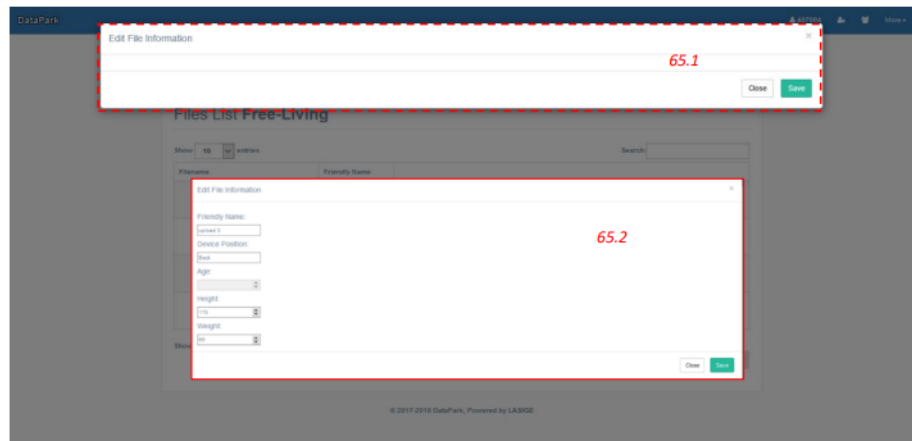 DataPark
More
Edit File Information
×
65.1
Close Save
Files List Free-Living
Show 10 entries
Search:
Filename Friendly Name
Edit File Information
×
Friendly Name:
upload 3
65.2
Device Position:
Back
Age:
Height:
Weight:
Close Save
© 2017-2018 DataPark, Powered by LASIGE